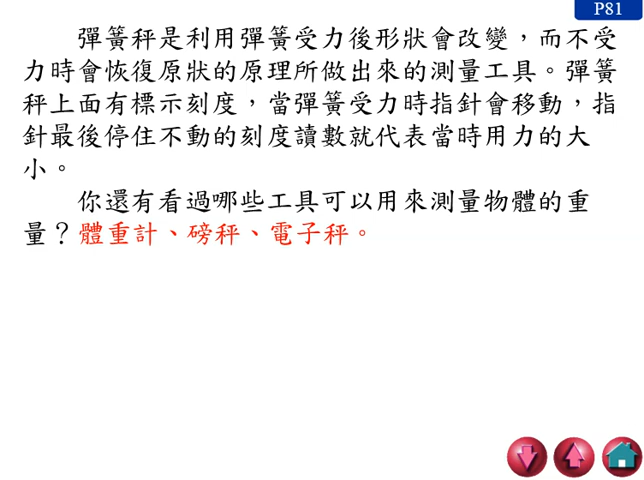 P81
彈簧秤是利用彈簧受力後形狀會改變，而不受
力時會恢復原狀的原理所做出來的測量工具。彈簧
秤上面有標示刻度，當彈簧受力時指針會移動，指
針最後停住不動的刻度讀數就代表當時用力的大
小。
你還有看過哪些工具可以用來測量物體的重
量？體重計、磅秤、電子秤。